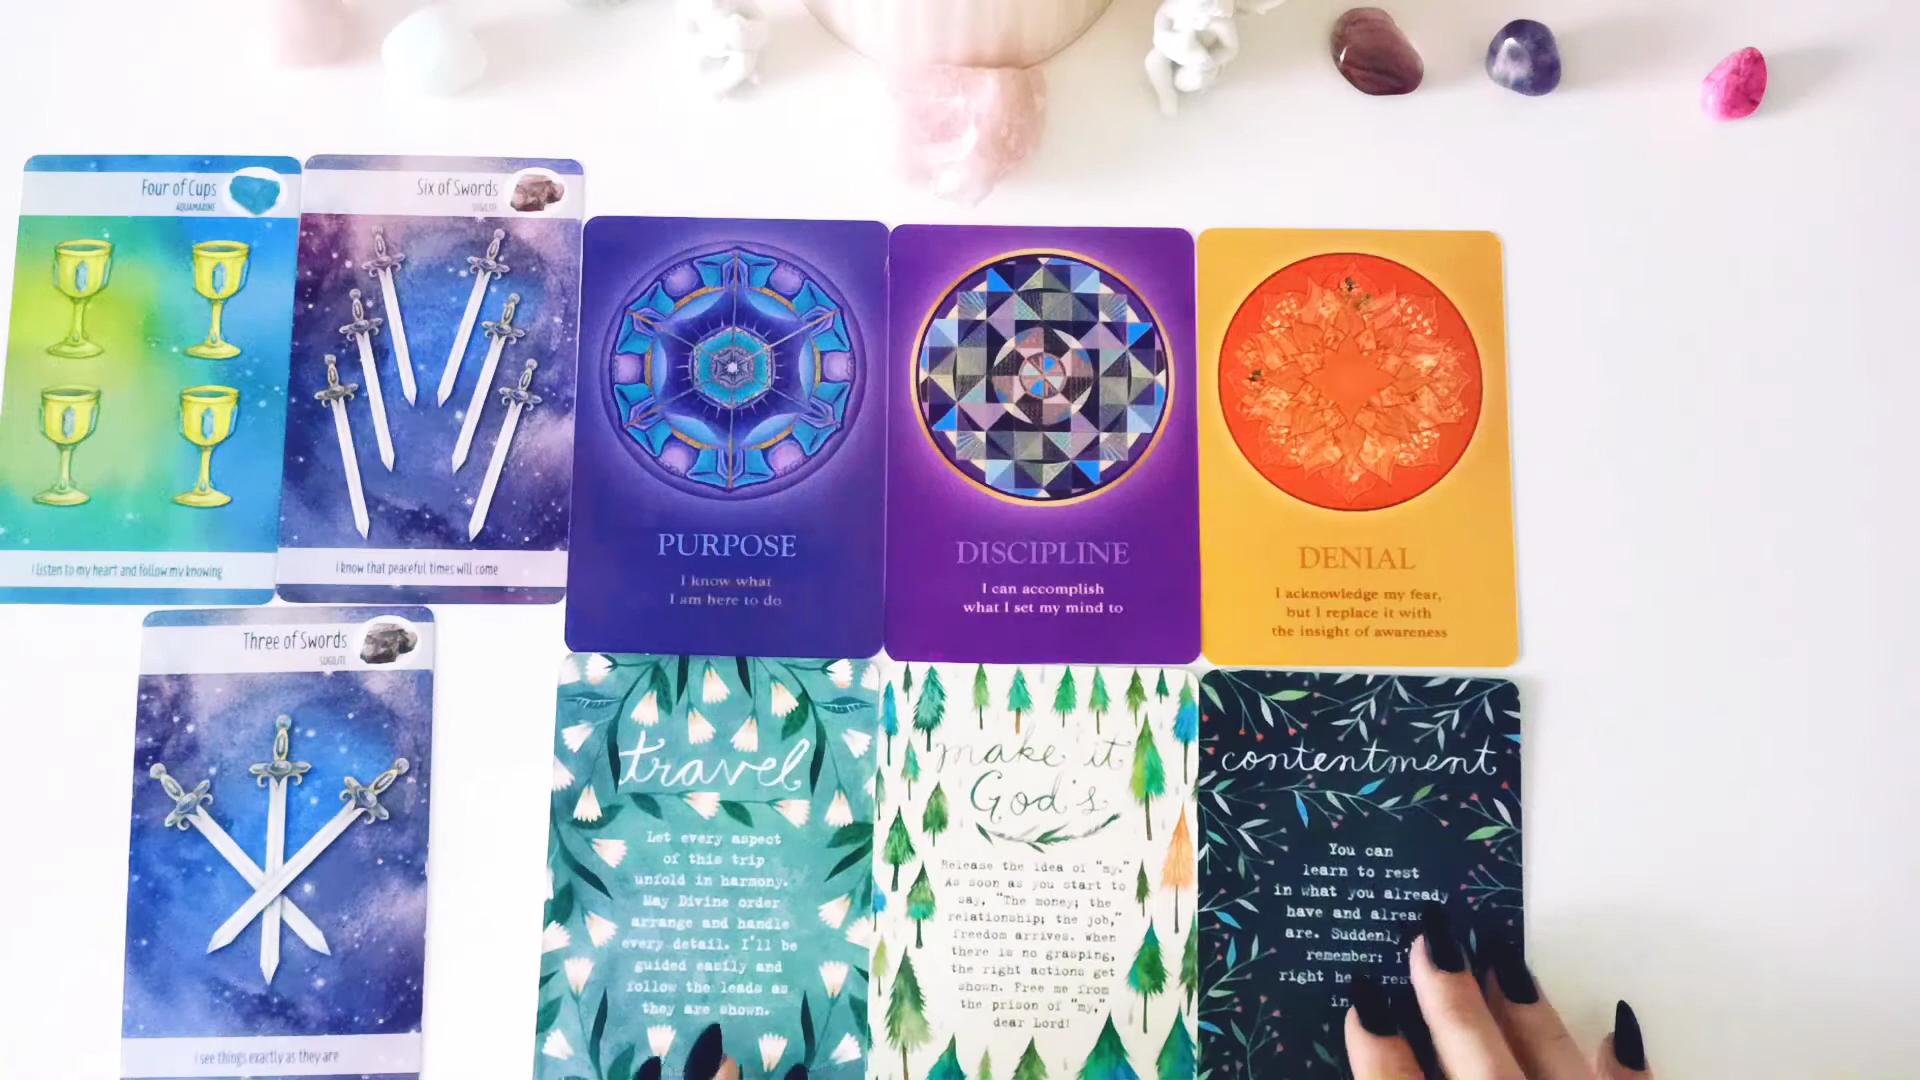 Four of Cups
AQUAMARINE
I listen to my heart and follow my knowing
Six of Swords
SUGILITE
I know that peaceful times will come
PURPOSE
I know what
I am here to do
DISCIPLINE
I can accomplish
what I set my mind to
DENIAL
I acknowledge my fear,
but I replace it with
the insight of awareness
Three of Swords
SUGILITE
I see things exactly as they are
travel
Let every aspect
of this trip
unfold in harmony.
May Divine order
arrange and handle
every detail. I'll be
guided easily and
follow the leads as
they are shown.
make it
God's
Release the idea of "my."
As soon as you start to
say, "The money; the
relationship; the job,"
freedom arrives. When
there is no grasping,
the right actions get
shown. Free me from
the prison of "my,"
dear Lord!
contentment
You can
learn to rest
in what you already
have and
are. Suddenly
remember:
right
in